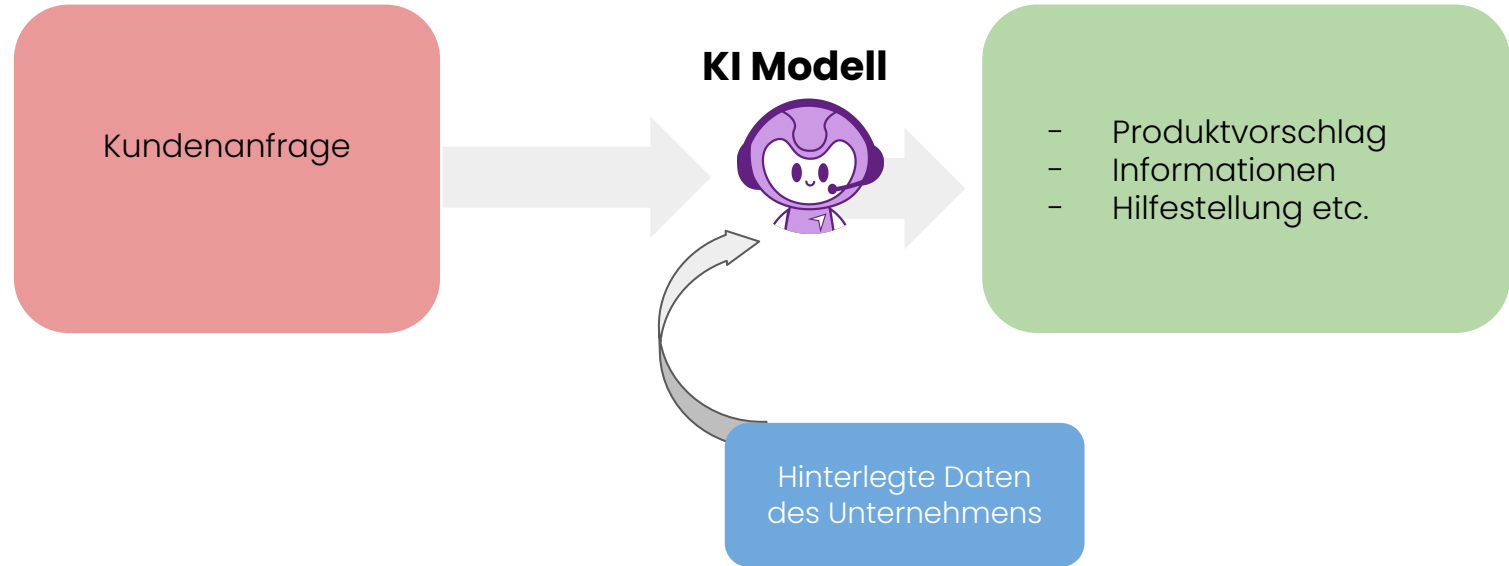 Kundenanfrage
KI Modell
- Produktvorschlag
- Informationen
- Hilfestellung etc.
Hinterlegte Daten
des Unternehmens